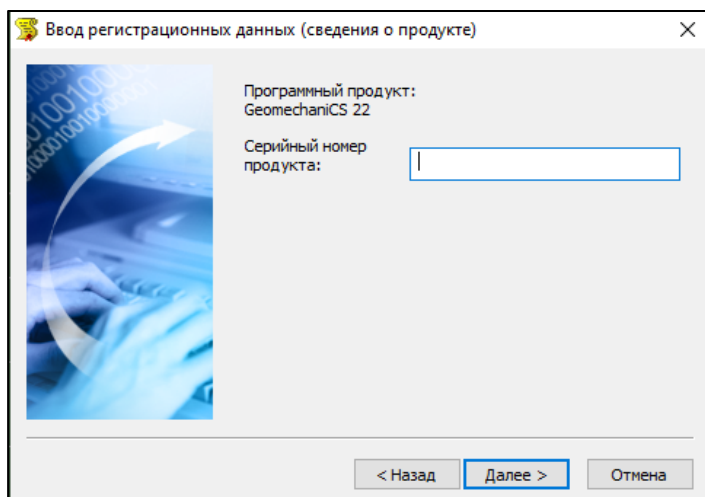 Ввод регистрационных данных (сведения о продукте)
Программный продукт:
GeomechaniCS 22
Серийный номер
продукта:
< Назад
Далее >
Отмена